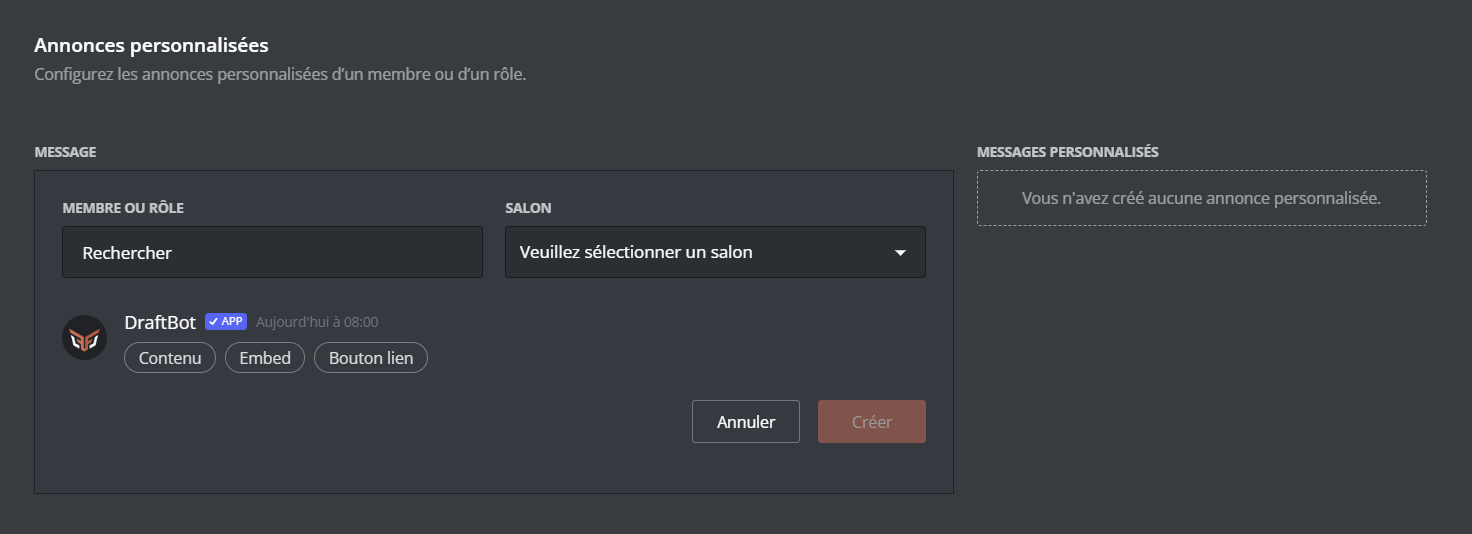 Annonces personnalisées
Configurez les annonces personnalisées d’un membre ou d’un rôle.
MESSAGE
MESSAGES PERSONNALISÉS
MEMBRE OU RÔLE
SALON
Rechercher
Veuillez sélectionner un salon
Vous n'avez créé aucune annonce personnalisée.
DraftBot APP Aujourd'hui à 08:00
Contenu Embed Bouton lien
Annuler Créer